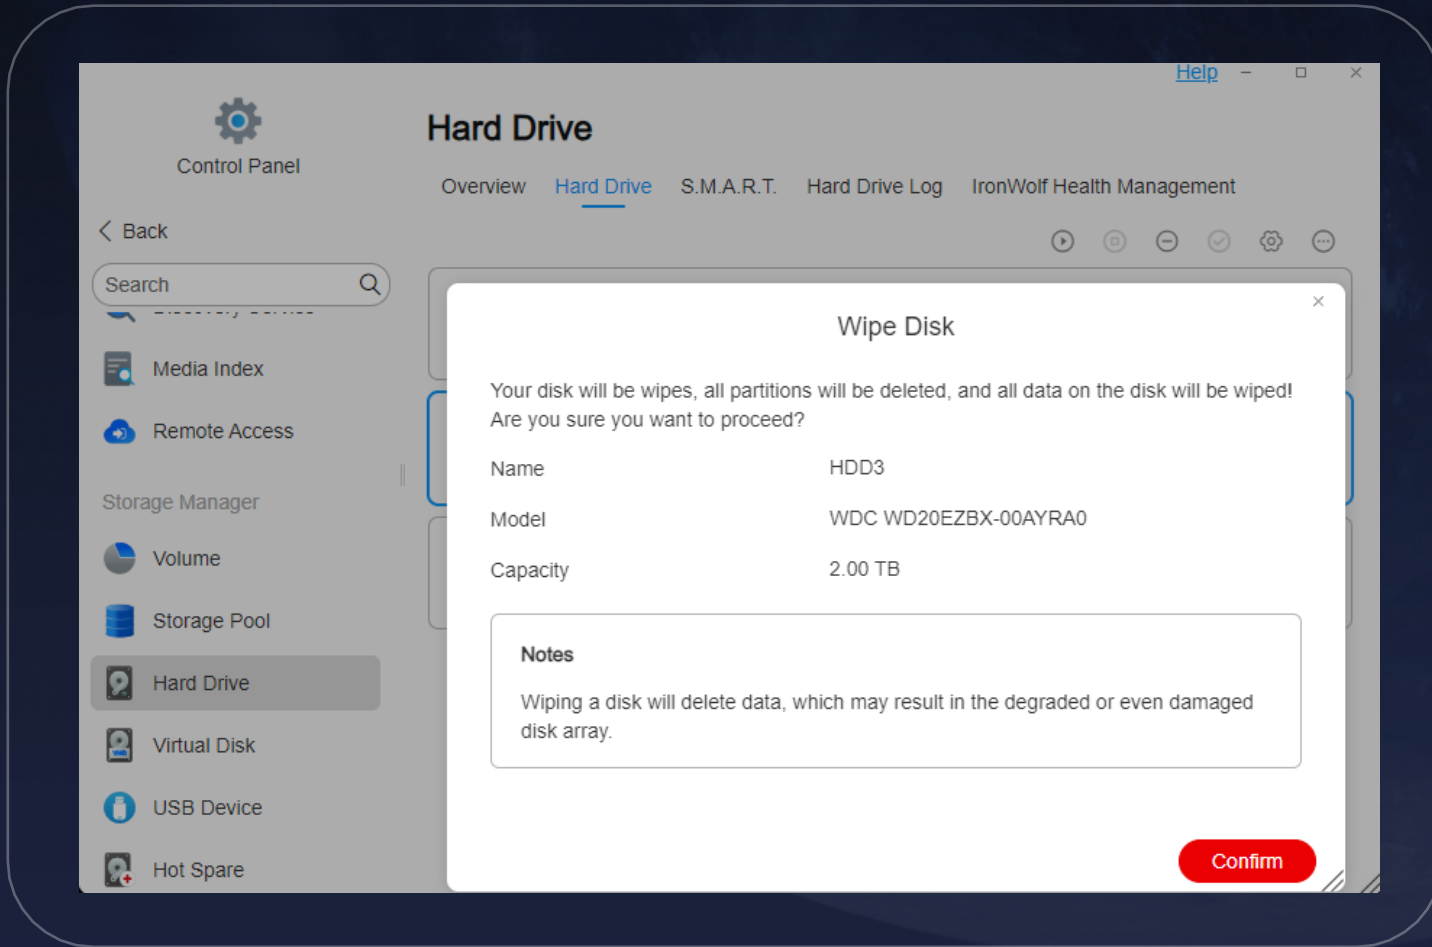 Help
Control Panel
Hard Drive
Overview Hard Drive S.M.A.R.T. Hard Drive Log IronWolf Health Management
Back
Search
Media Index
Remote Access
Storage Manager
Volume
Storage Pool
Hard Drive
Virtual Disk
USB Device
Hot Spare
Wipe Disk
Your disk will be wipes, all partitions will be deleted, and all data on the disk will be wiped!
Are you sure you want to proceed?
Name HDD3
Model WDC WD20EZBX-00AYRA0
Capacity 2.00 TB
Notes
Wiping a disk will delete data, which may result in the degraded or even damaged
disk array.
Confirm